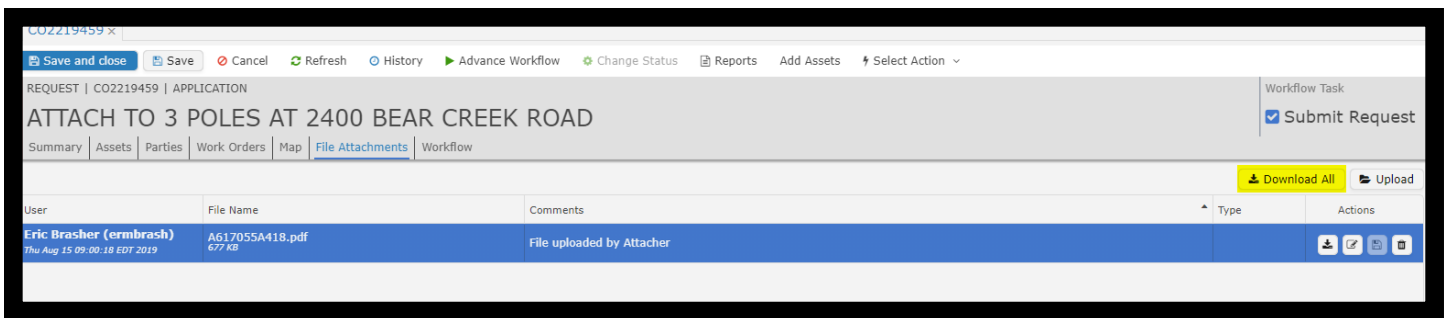 CO2219459 ×
Save and close Save Cancel Refresh History Advance Workflow Change Status Reports Add Assets Select Action
REQUEST | CO2219459 | APPLICATION
Workflow Task
ATTACH TO 3 POLES AT 2400 BEAR CREEK ROAD
Submit Request
Summary Assets Parties Work Orders Map File Attachments Workflow
Download All Upload
User File Name Comments Type Actions
Eric Brasher (ermbrash) A617055A418.pdf File uploaded by Attacher
Thu Aug 15 09:00:18 EDT 2019 677 KB